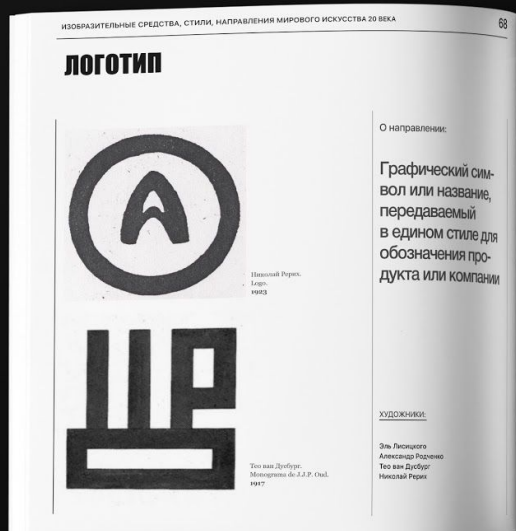 ИЗОБРАЗИТЕЛЬНЫЕ СРЕДСТВА, СТИЛИ, НАПРАВЛЕНИЯ МИРОВОГО ИСКУССТВА 20 ВЕКА
68
ЛОГОТИП
О направлении:
Графический сим-
вол или название,
передаваемый
в едином стиле для
обозначения про-
дукта или компании
A
Николай Рерих.
Logo.
1923
Тео ван Дусбург.
Monograma de J.J.P. Oud.
1917
ХУДОЖНИКИ:
Эль Лисицкого
Александр Родченко
Тео ван Дусбург
Николай Рерих